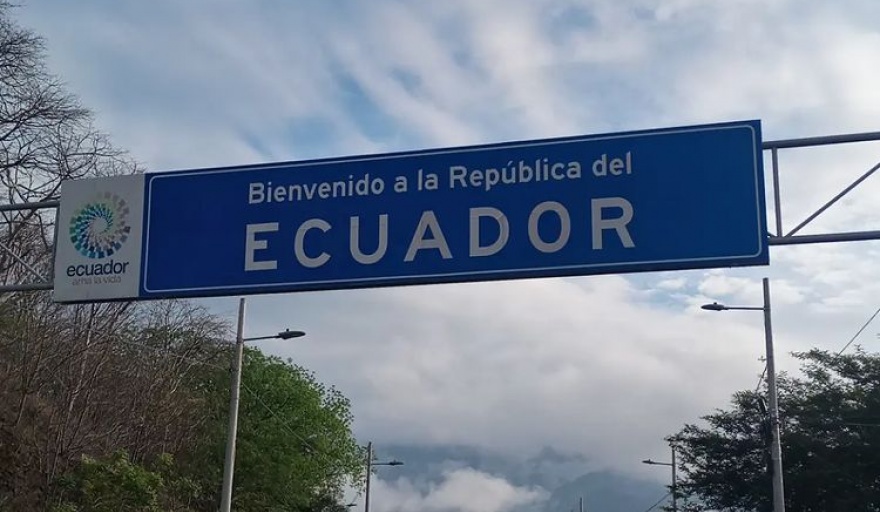 Bienvenido a la República del
ECUADOR
ecuador
ama la vida